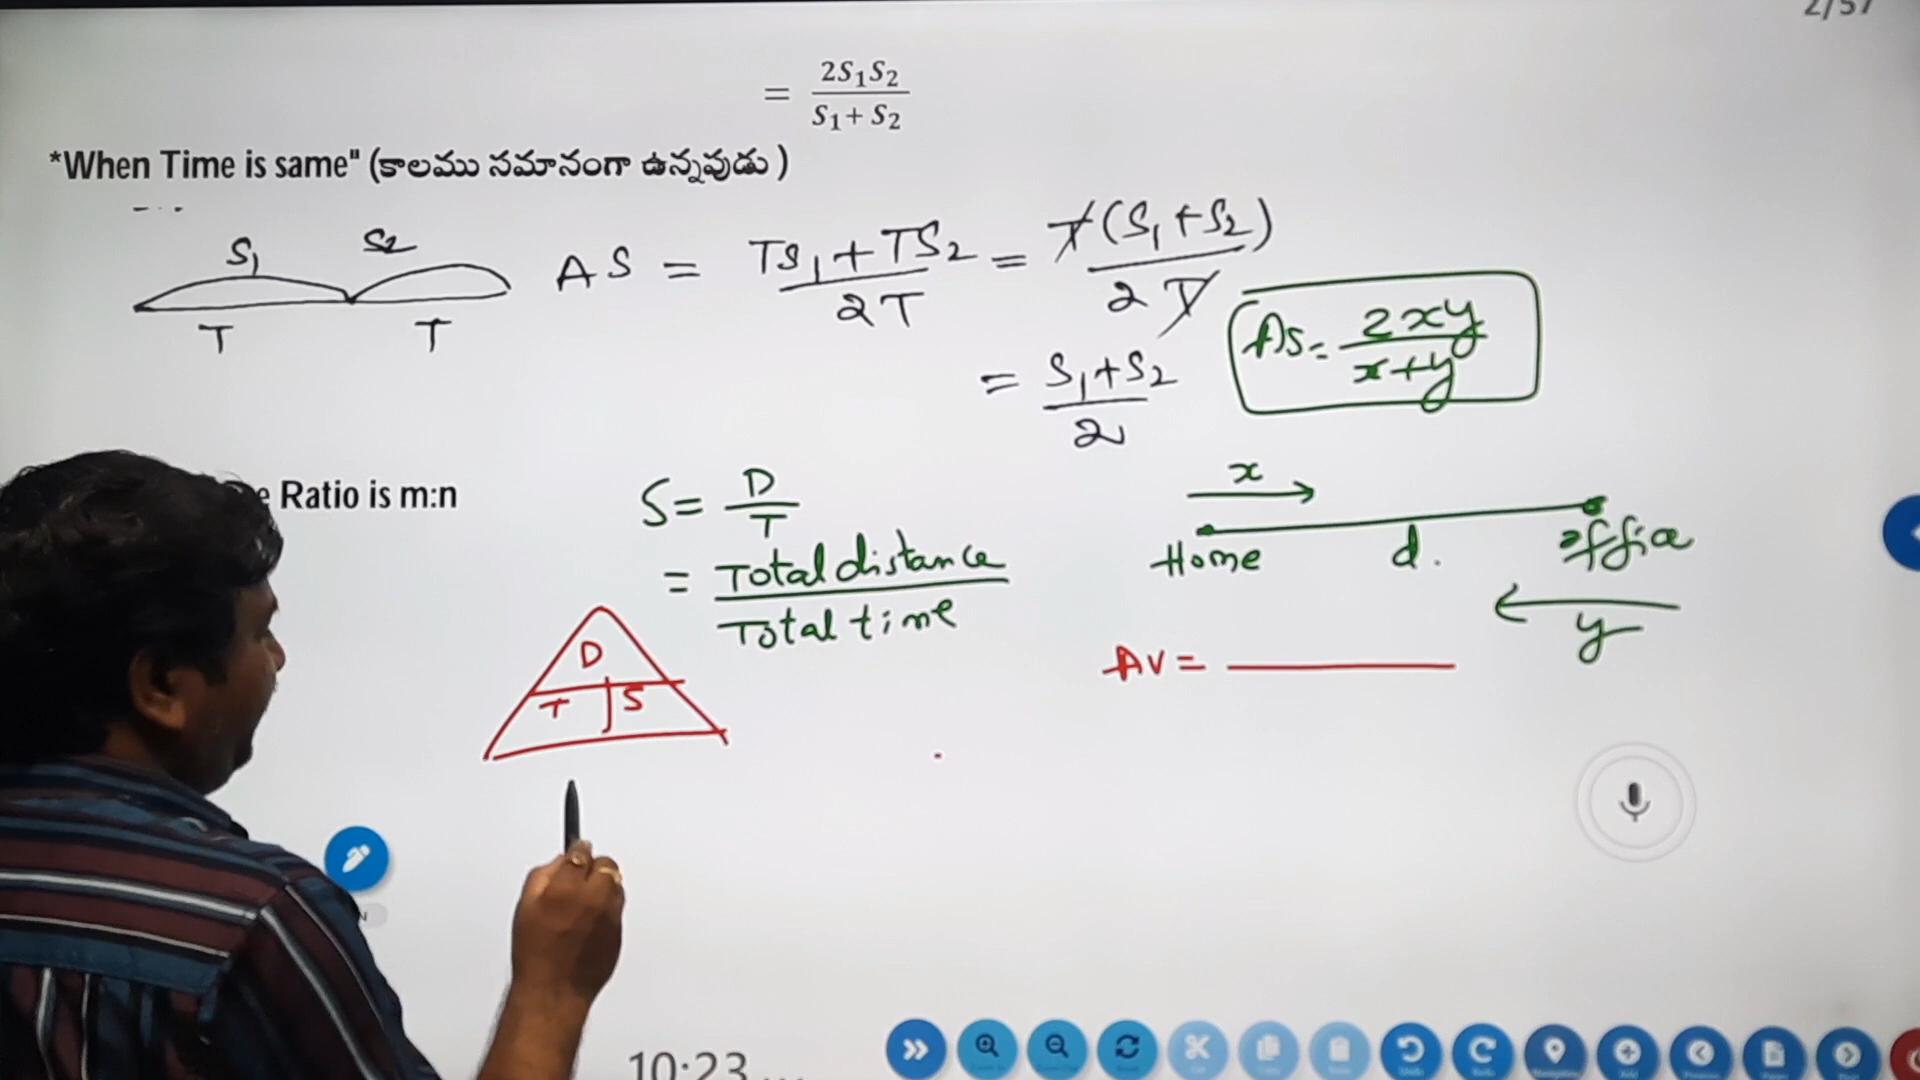 2/57
= 2S₁S₂ / S₁ + S₂
*When Time is same" (కాలము సమానంగా ఉన్నపుడు )
S₁ S₂
T T
AS = TS₁ + TS₂ / 2T = T(S₁ + S₂) / 2T
= S₁ + S₂ / 2
AS = 2xy / x+y
e Ratio is m:n
S = D / T
= Total distance / Total time
D
T S
x
Home d. office
y
AV =
10:23